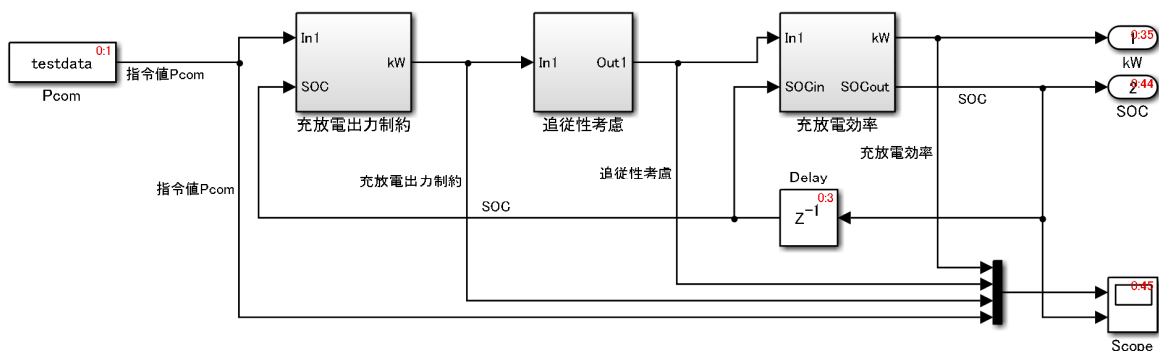 testdata
0:1
Pcom
指令値Pcom
In1
SOC
kW
充放電出力制約
In1
Out1
追従性考慮
In1
SOCin
kW
SOCout
充放電効率
0:35
1
kW
0:44
2
SOC
SOC
充放電効率
追従性考慮
充放電出力制約
指令値Pcom
SOC
Delay
0:3
Z-1
0:45
Scope